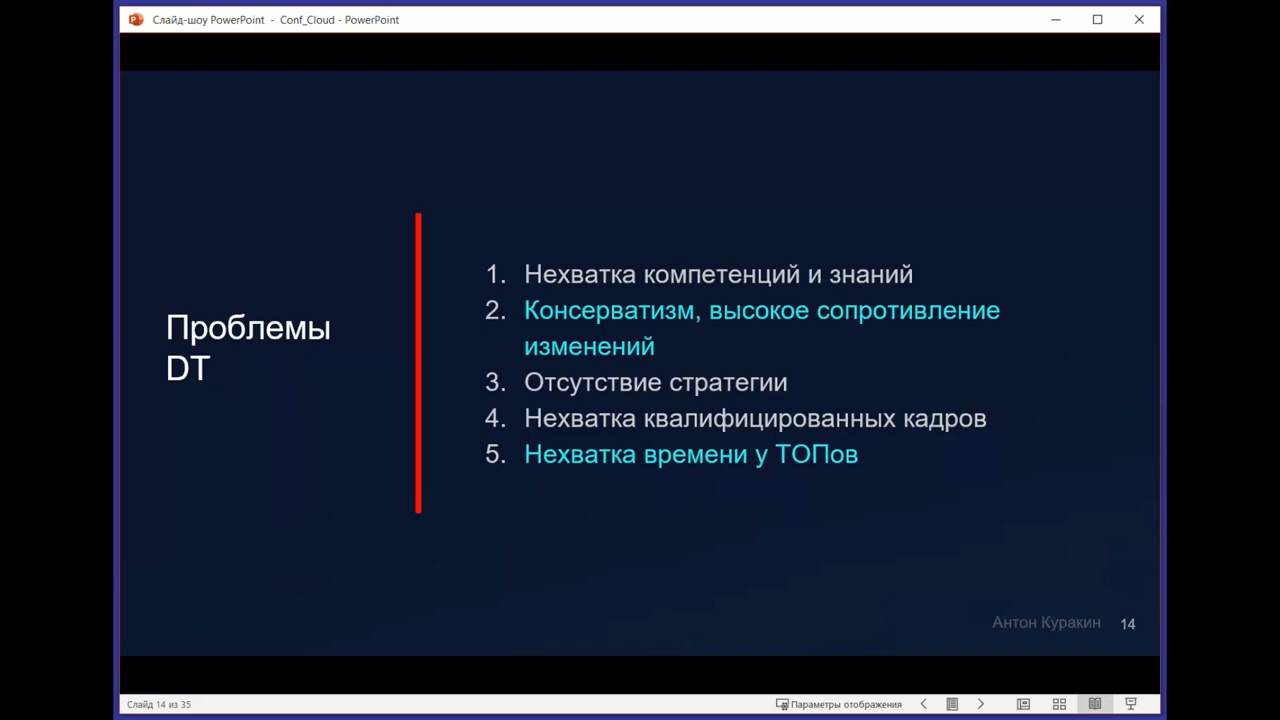 Слайд-шоу PowerPoint - Conf_Cloud - PowerPoint
Проблемы
DT
1. Нехватка компетенций и знаний
2. Консерватизм, высокое сопротивление
изменений
3. Отсутствие стратегии
4. Нехватка квалифицированных кадров
5. Нехватка времени у ТОПов
Антон Куракин 14
Слайд 14 из 35 Параметры отображения